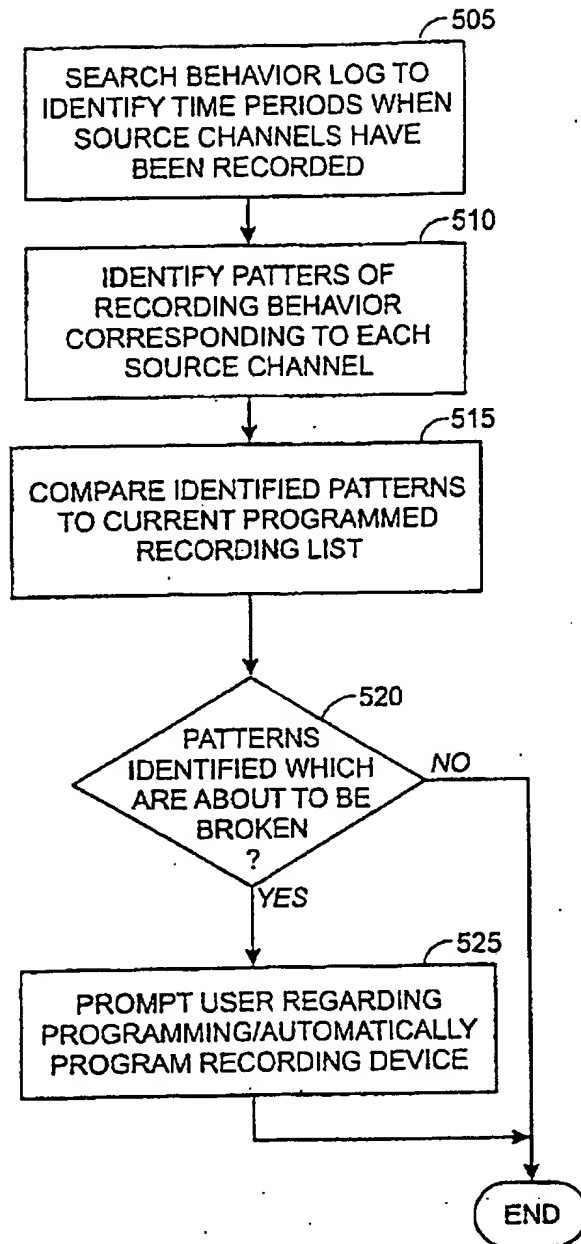 505
SEARCH BEHAVIOR LOG TO
IDENTIFY TIME PERIODS WHEN
SOURCE CHANNELS HAVE
BEEN RECORDED
510
IDENTIFY PATTERS OF
RECORDING BEHAVIOR
CORRESPONDING TO EACH
SOURCE CHANNEL
515
COMPARE IDENTIFIED PATTERNS
TO CURRENT PROGRAMMED
RECORDING LIST
520
PATTERNS
IDENTIFIED WHICH
ARE ABOUT TO BE
BROKEN
?
NO
YES
525
PROMPT USER REGARDING
PROGRAMMING/AUTOMATICALLY
PROGRAM RECORDING DEVICE
END